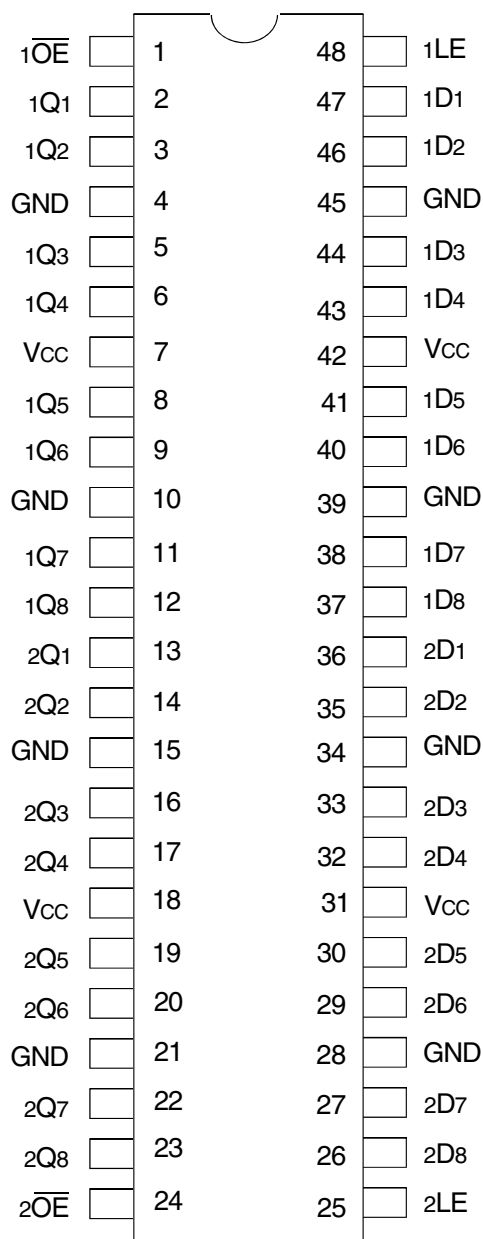 1OE 1 48 1LE
1Q1 2 47 1D1
1Q2 3 46 1D2
GND 4 45 GND
1Q3 5 44 1D3
1Q4 6 43 1D4
VCC 7 42 VCC
1Q5 8 41 1D5
1Q6 9 40 1D6
GND 10 39 GND
1Q7 11 38 1D7
1Q8 12 37 1D8
2Q1 13 36 2D1
2Q2 14 35 2D2
GND 15 34 GND
2Q3 16 33 2D3
2Q4 17 32 2D4
VCC 18 31 VCC
2Q5 19 30 2D5
2Q6 20 29 2D6
GND 21 28 GND
2Q7 22 27 2D7
2Q8 23 26 2D8
2OE 24 25 2LE